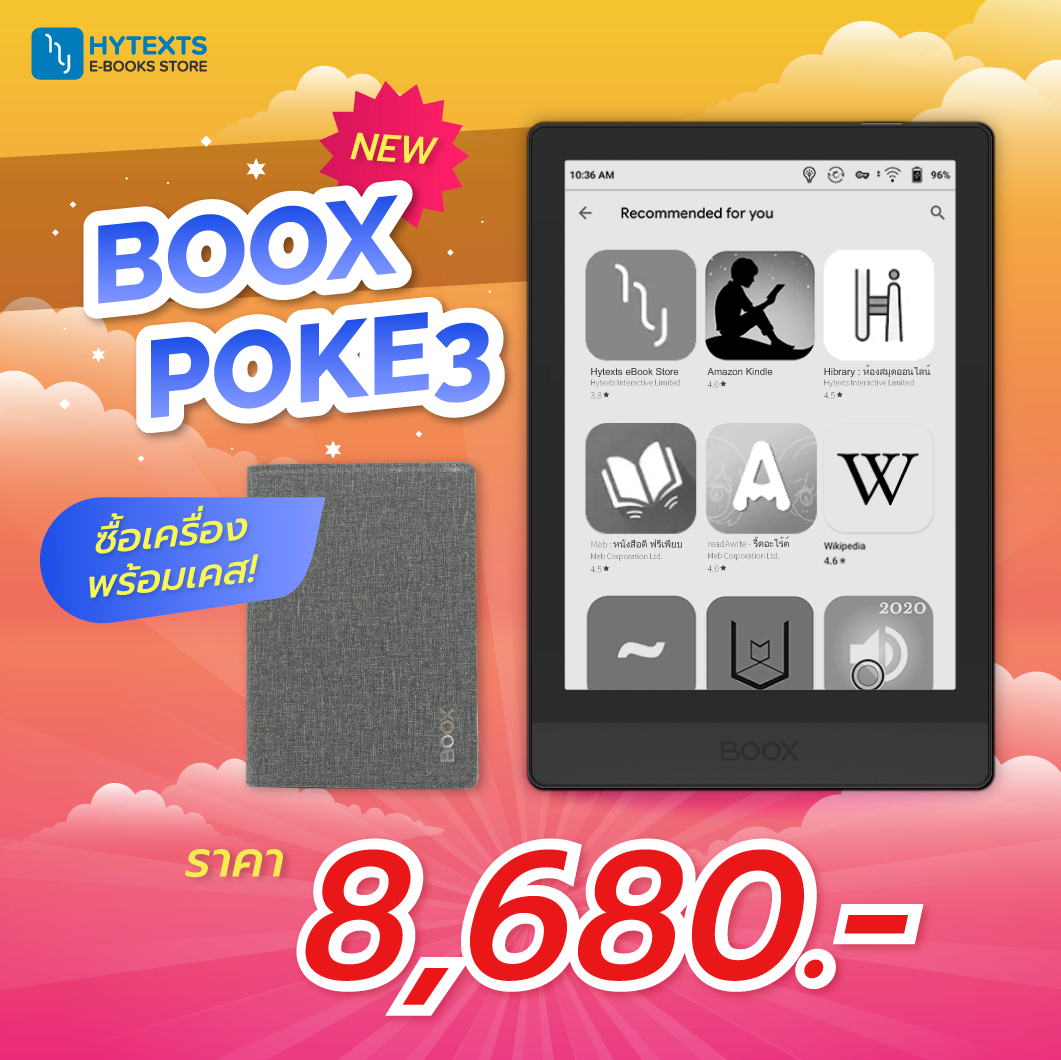 HYTEXTS
E-BOOKS STORE
NEW
BOOX
POKE3
ซื้อเครื่อง
พร้อมเคส!
BOOX
10:36 AM
96%
Recommended for you
Hytexts eBook Store
Hytexts Interactive Limited
3.8★
Amazon Kindle
4.0★
Hibrary : ห้องสมุดออนไลน์
Hytexts Interactive Limited
4.5★
Meb : หนังสือดี ฟรีเพียบ
Meb Corporation Ltd.
4.5★
readAwrite - รี้ดอะไร้ต์
Meb Corporation Ltd.
4.0★
W
Wikipedia
4.6★
2020
BOOX
ราคา
8,680.-